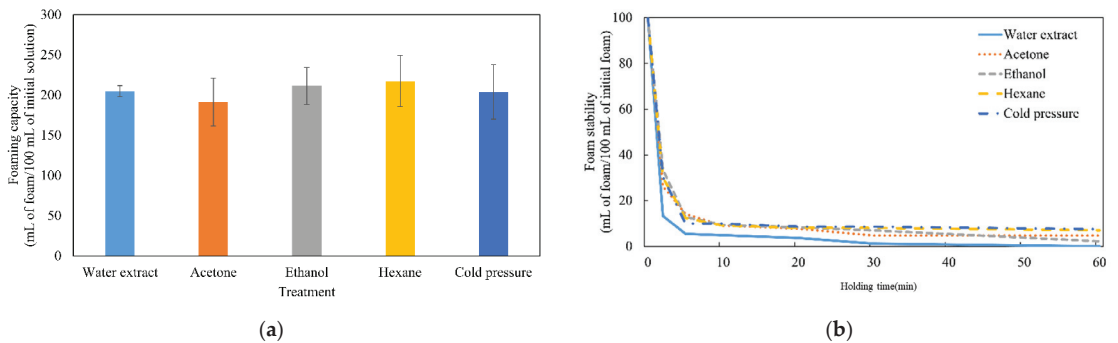 Foaming capacity
(mL of foam/100 mL of initial solution)
300
250
200
150
100
50
0
Water extract
Acetone
Ethanol
Hexane
Cold pressure
Treatment
(a)
Foam stability
(mL of foam/100 mL of initial foam)
100
80
60
40
20
0
Water extract
Acetone
Ethanol
Hexane
Cold pressure
0
10
20
30
40
50
60
Holding time(min)
(b)